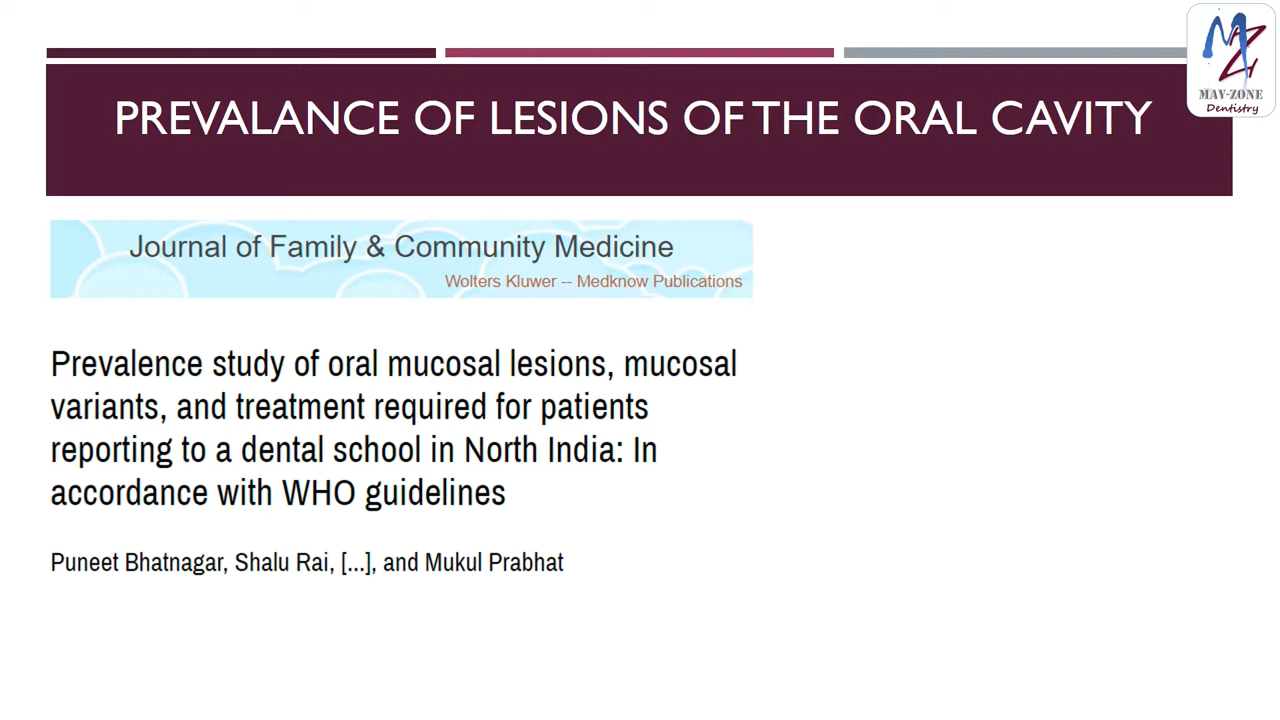 MAV-ZONE
Dentistry
PREVALANCE OF LESIONS OF THE ORAL CAVITY
Journal of Family & Community Medicine
Wolters Kluwer -- Medknow Publications
Prevalence study of oral mucosal lesions, mucosal
variants, and treatment required for patients
reporting to a dental school in North India: In
accordance with WHO guidelines
Puneet Bhatnagar, Shalu Rai, [...], and Mukul Prabhat